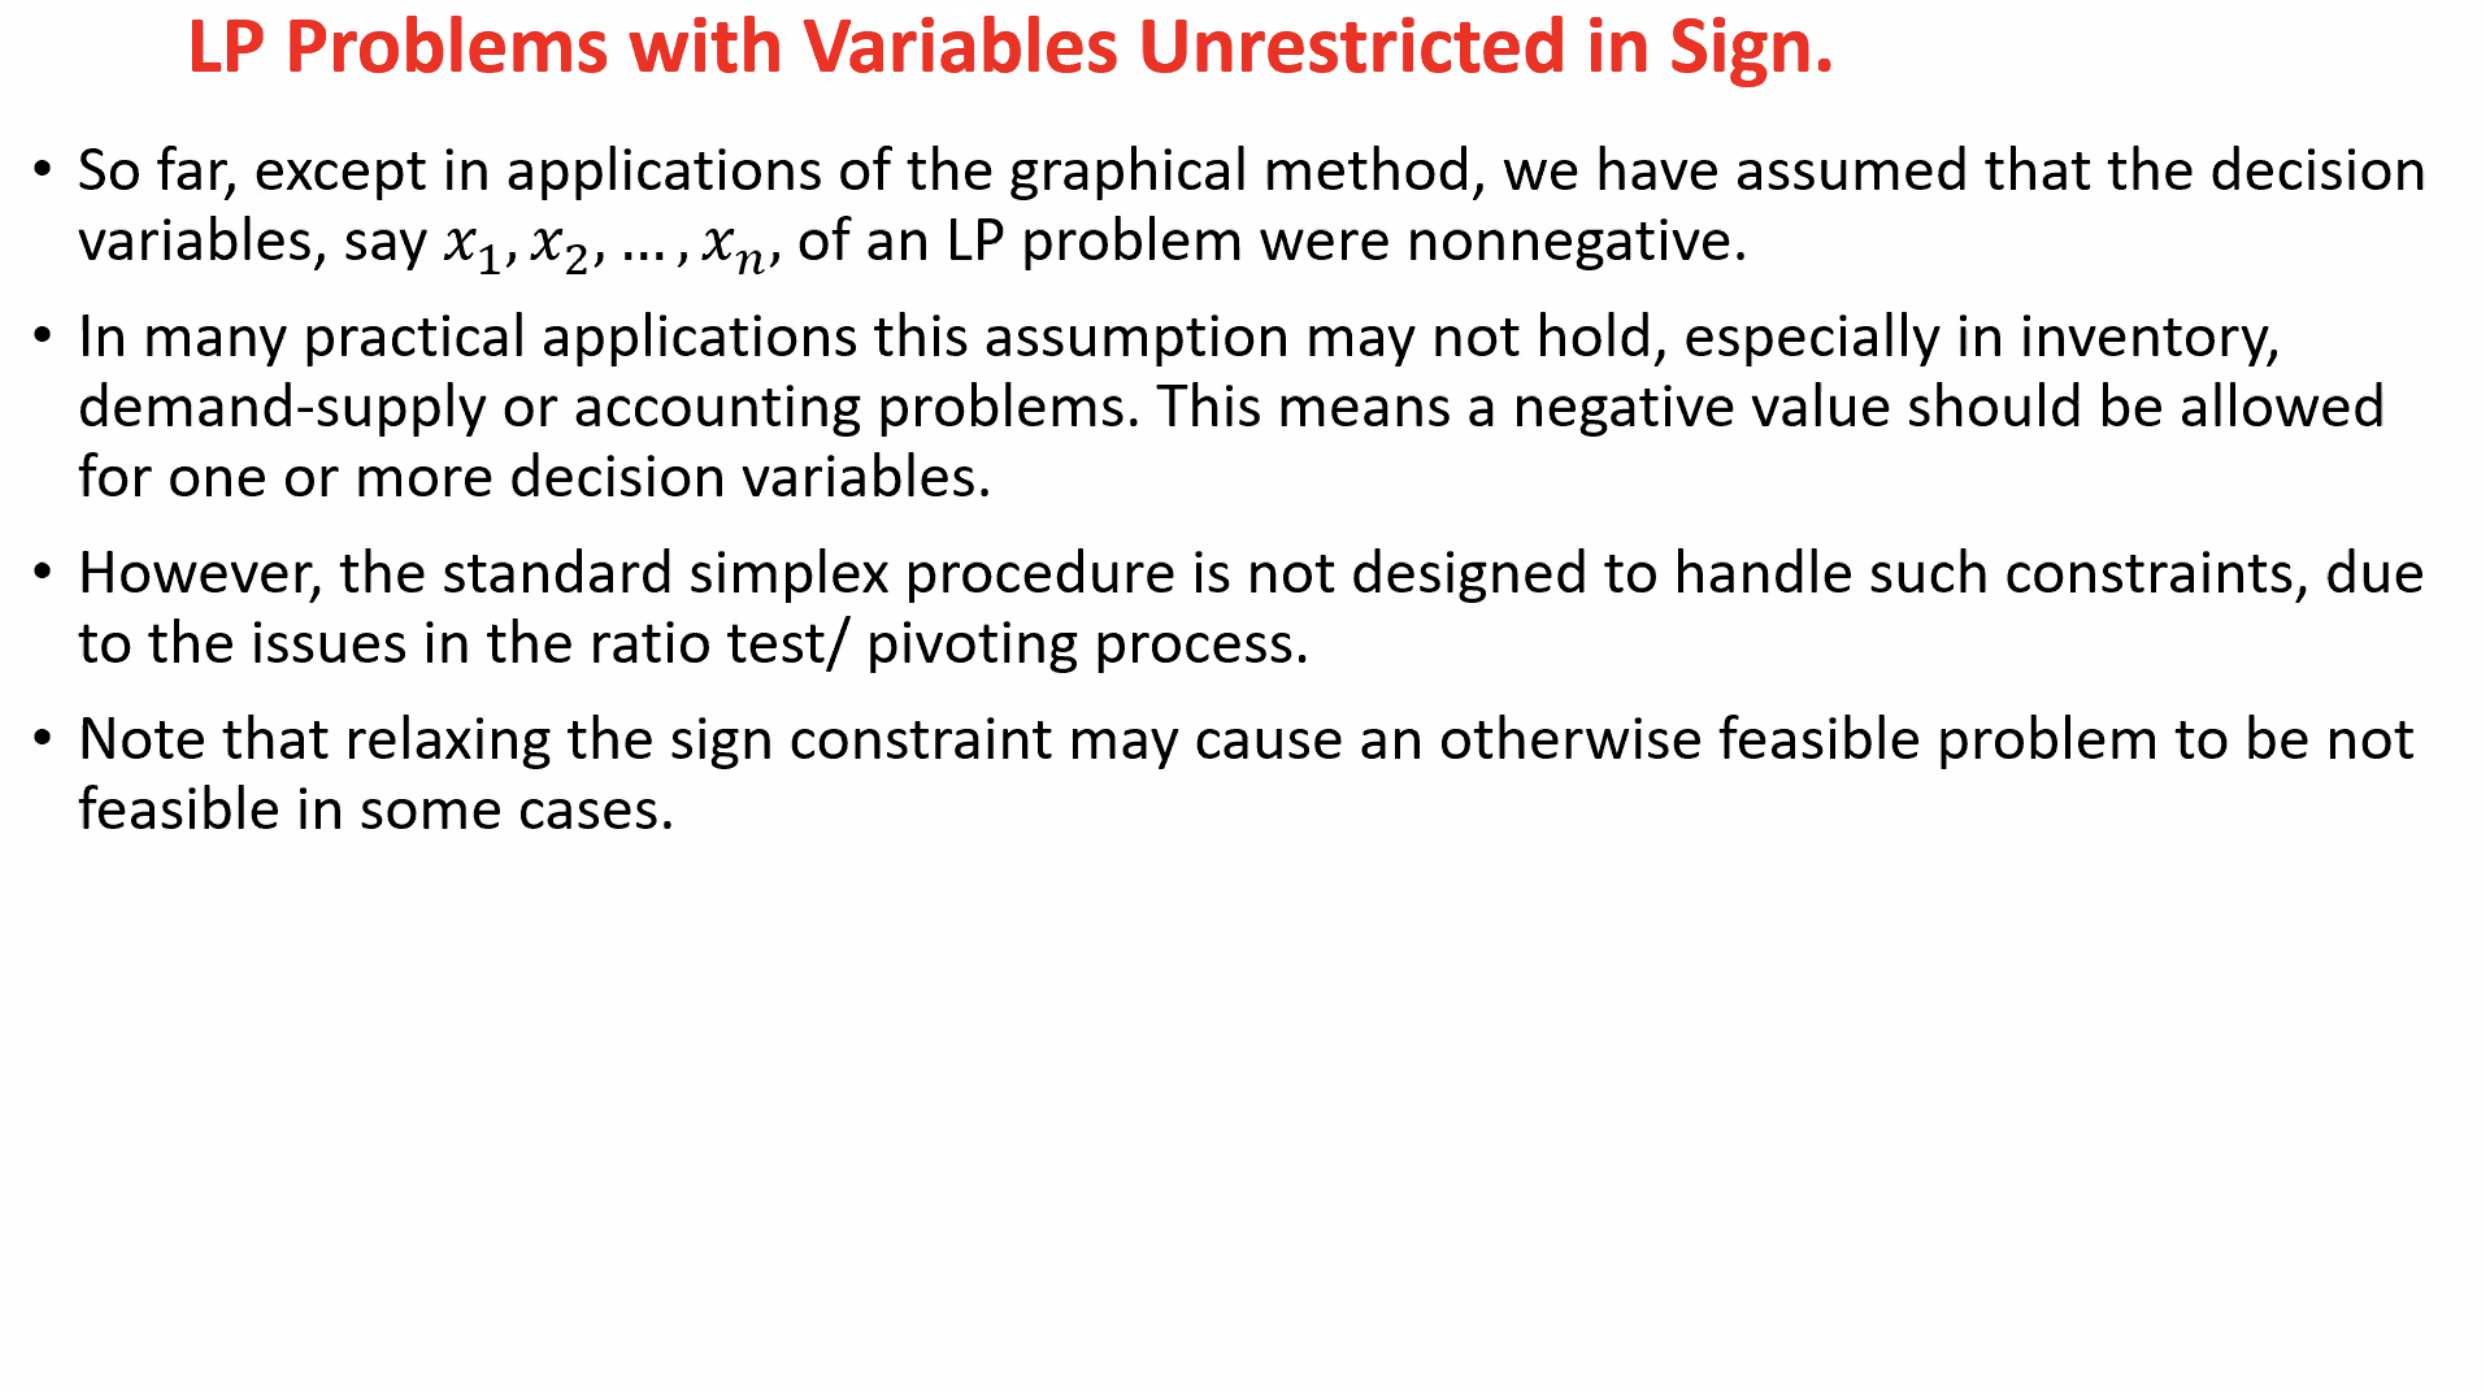 LP Problems with Variables Unrestricted in Sign.
• So far, except in applications of the graphical method, we have assumed that the decision
variables, say x₁, x₂, … , xₙ, of an LP problem were nonnegative.
• In many practical applications this assumption may not hold, especially in inventory,
demand-supply or accounting problems. This means a negative value should be allowed
for one or more decision variables.
• However, the standard simplex procedure is not designed to handle such constraints, due
to the issues in the ratio test/ pivoting process.
• Note that relaxing the sign constraint may cause an otherwise feasible problem to be not
feasible in some cases.